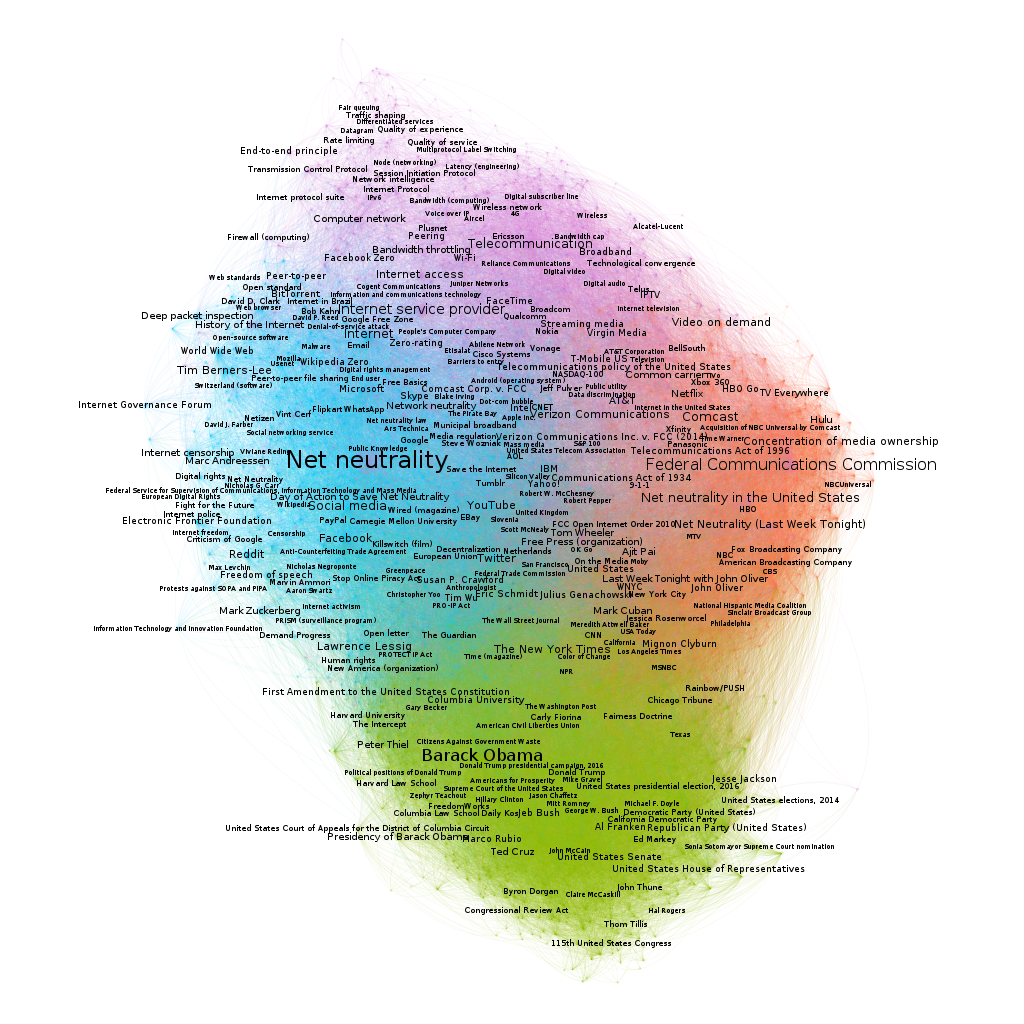 Fair queuing
Traffic shaping
Differentiated services
Datagram
Quality of experience
Rate limiting
Quality of service
End-to-end principle
Multiprotocol Label Switching
Node (networking)
Latency (engineering)
Transmission Control Protocol
Session Initiation Protocol
Network intelligence
Internet Protocol
Internet protocol suite
IPv6
Bandwidth (computing)
Digital subscriber line
Wireless network
Voice over IP
4G
Wireless
Computer network
Aircel
Plusnet
Alcatel-Lucent
Firewall (computing)
Peering
Ericsson
Bandwidth cap
Telecommunication
Bandwidth throttling
Broadband
Facebook Zero
Wi-Fi
Reliance Communications
Technological convergence
Digital video
Web standards
Peer-to-peer
Internet access
Open standard
Cogent Communications
Juniper Networks
Digital audio
Telus
BitTorrent
Information and communications technology
IPTV
David D. Clark
Internet in Brazil
FaceTime
Web browser
Bob Kahn
Internet service provider
Broadcom
Internet television
Deep packet inspection
David P. Reed
Google Free Zone
Qualcomm
History of the Internet
Denial-of-service attack
Streaming media
Video on demand
Internet
People's Computer Company
Nokia
Virgin Media
Open-source software
Malware
Email
Zero-rating
Abilene Network
World Wide Web
Etisalat
Cisco Systems
Vonage
AT&T Corporation
BellSouth
Mozilla
Usenet
Wikipedia Zero
Barriers to entry
T-Mobile US
Television
Tim Berners-Lee
Digital rights management
Telecommunications policy of the United States
NASDAQ-100
Common carrier
TiVo
Peer-to-peer file sharing
End user
Free Basics
Android (operating system)
Xbox 360
Switzerland (software)
Microsoft
Comcast Corp. v. FCC
Jeff Pulver
Public utility
HBO Go
Skype
Blake Irving
Data discrimination
Netflix
TV Everywhere
Internet Governance Forum
Network neutrality
Dot-com bubble
AT&T
Flipkart
WhatsApp
Intel
CNET
Internet in the United States
Vint Cerf
The Pirate Bay
Verizon Communications
Comcast
Netizen
Net neutrality law
Apple Inc.
Hulu
David J. Farber
Ars Technica
Municipal broadband
Xfinity
Acquisition of NBC Universal by Comcast
Social networking service
Google
Media regulation
Verizon Communications Inc. v. FCC (2014)
Panasonic
Time Warner
Concentration of media ownership
Steve Wozniak
Mass media
S&P 100
Internet censorship
Viviane Reding
Public Knowledge
United States Telecom Association
Telecommunications Act of 1996
Marc Andreessen
Net neutrality
AOL
Federal Communications Commission
Save the Internet
IBM
Digital rights
Net Neutrality
Silicon Valley
Communications Act of 1934
Nicholas G. Carr
Tumblr
Yahoo!
9-1-1
NBCUniversal
Federal Service for Supervision of Communications, Information Technology and Mass Media
Robert W. McChesney
European Digital Rights
Day of Action to Save Net Neutrality
Robert Pepper
Net neutrality in the United States
Fight for the Future
Wikipedia
Social media
YouTube
Wired (magazine)
HBO
Internet police
United Kingdom
Electronic Frontier Foundation
PayPal
Carnegie Mellon University
EBay
Slovenia
FCC Open Internet Order 2010
Net Neutrality (Last Week Tonight)
Internet freedom
Censorship
Scott McNealy
Tom Wheeler
Criticism of Google
Facebook
Killswitch (film)
Free Press (organization)
MTV
Reddit
Anti-Counterfeiting Trade Agreement
Decentralization
Netherlands
OK Go
Ajit Pai
Fox Broadcasting Company
European Union
Twitter
On the Media
Moby
NBC
American Broadcasting Company
Max Levchin
Nicholas Negroponte
Greenpeace
San Francisco
United States
CBS
Freedom of speech
Stop Online Piracy Act
Federal Trade Commission
Last Week Tonight with John Oliver
Marvin Ammori
Susan P. Crawford
Protests against SOPA and PIPA
Aaron Swartz
Anthropologist
WNYC
John Oliver
Christopher Yoo
Tim Wu
Eric Schmidt
Julius Genachowski
New York City
Mark Zuckerberg
Internet activism
PRO-IP Act
Mark Cuban
National Hispanic Media Coalition
Sinclair Broadcast Group
PRISM (surveillance program)
The Wall Street Journal
Jessica Rosenworcel
Information Technology and Innovation Foundation
Meredith Attwell Baker
Philadelphia
Demand Progress
Open letter
The Guardian
CNN
USA Today
Lawrence Lessig
California
Mignon Clyburn
The New York Times
Los Angeles Times
Human rights
PROTECT IP Act
Time (magazine)
Color of Change
New America (organization)
NPR
MSNBC
First Amendment to the United States Constitution
Rainbow/PUSH
Columbia University
Chicago Tribune
Gary Becker
The Washington Post
Harvard University
Carly Fiorina
Fairness Doctrine
The Intercept
American Civil Liberties Union
Texas
Peter Thiel
Citizens Against Government Waste
Barack Obama
Donald Trump presidential campaign, 2016
Political positions of Donald Trump
Donald Trump
Harvard Law School
Americans for Prosperity
Mike Gravel
Jesse Jackson
Supreme Court of the United States
United States presidential election, 2016
Zephyr Teachout
Hillary Clinton
Jason Chaffetz
United States elections, 2014
FreedomWorks
Mitt Romney
Michael F. Doyle
Columbia Law School
Daily Kos
Jeb Bush
George W. Bush
Democratic Party (United States)
California Democratic Party
United States Court of Appeals for the District of Columbia Circuit
Al Franken
Republican Party (United States)
Presidency of Barack Obama
Marco Rubio
Ed Markey
Sonia Sotomayor Supreme Court nomination
Ted Cruz
John McCain
United States Senate
United States House of Representatives
Byron Dorgan
Claire McCaskill
John Thune
Congressional Review Act
Hal Rogers
Thom Tillis
115th United States Congress